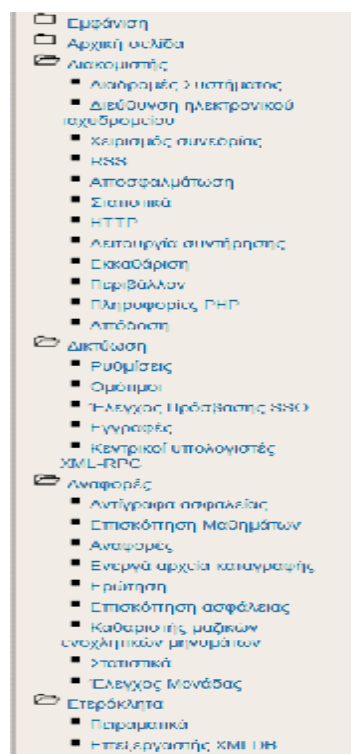 Εμφάνιση
Αρχική σελίδα
Διακομιστής
Διαδρομές Συστήματος
Διεύθυνση ηλεκτρονικού
ταχυδρομείου
Χειρισμός συνεδρίας
RSS
Αποσφαλμάτωση
Στατιστικά
HTTP
Λειτουργία συντήρησης
Εκκαθάριση
Περιβάλλον
Πληροφορίες PHP
Απόδοση
Δικτύωση
Ρυθμίσεις
Ομότιμοι
Έλεγχος Πρόσβασης SSO
Εγγραφές
Κεντρικοί υπολογιστές
XML-RPC
Αναφορές
Αντίγραφα ασφαλείας
Επισκόπηση Μαθημάτων
Αναφορές
Ενεργά αρχεία καταγραφής
Ερώτηση
Επισκόπηση ασφάλειας
Καθαριστής μαζικών
ενοχλητικών μηνυμάτων
Στατιστικά
Έλεγχος Μονάδας
Ετερόκλητα
Πειραματικά
Επεξεργαστής XMLDB